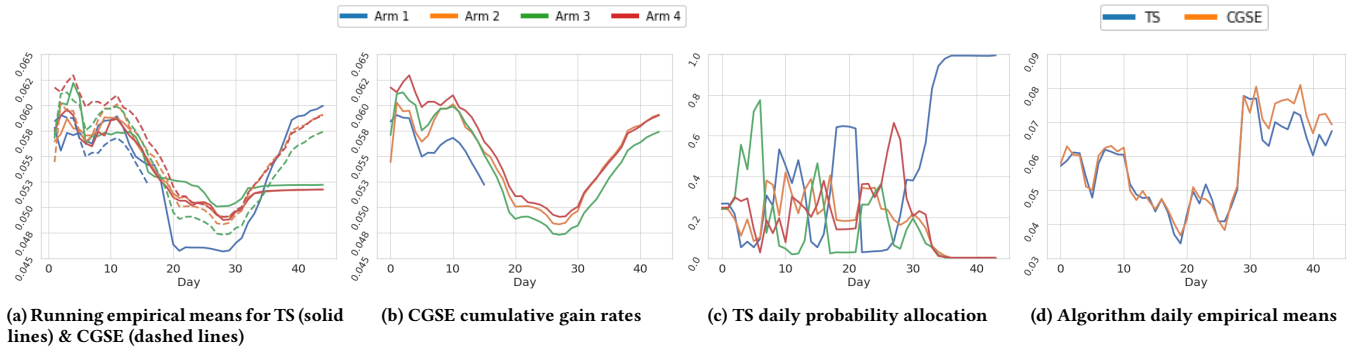 Arm 1 Arm 2 Arm 3 Arm 4
TS CGSE
0.065
0.062
0.060
0.058
0.055
0.053
0.050
0.048
0.045
0 10 20 30 40
Day
0.065
0.062
0.060
0.058
0.055
0.053
0.050
0.048
0.045
0 10 20 30 40
Day
1.0
0.8
0.6
0.4
0.2
0.0
0 10 20 30 40
Day
0.09
0.08
0.07
0.06
0.05
0.04
0.03
0 10 20 30 40
Day
(a) Running empirical means for TS (solid
lines) & CGSE (dashed lines)
(b) CGSE cumulative gain rates
(c) TS daily probability allocation
(d) Algorithm daily empirical means